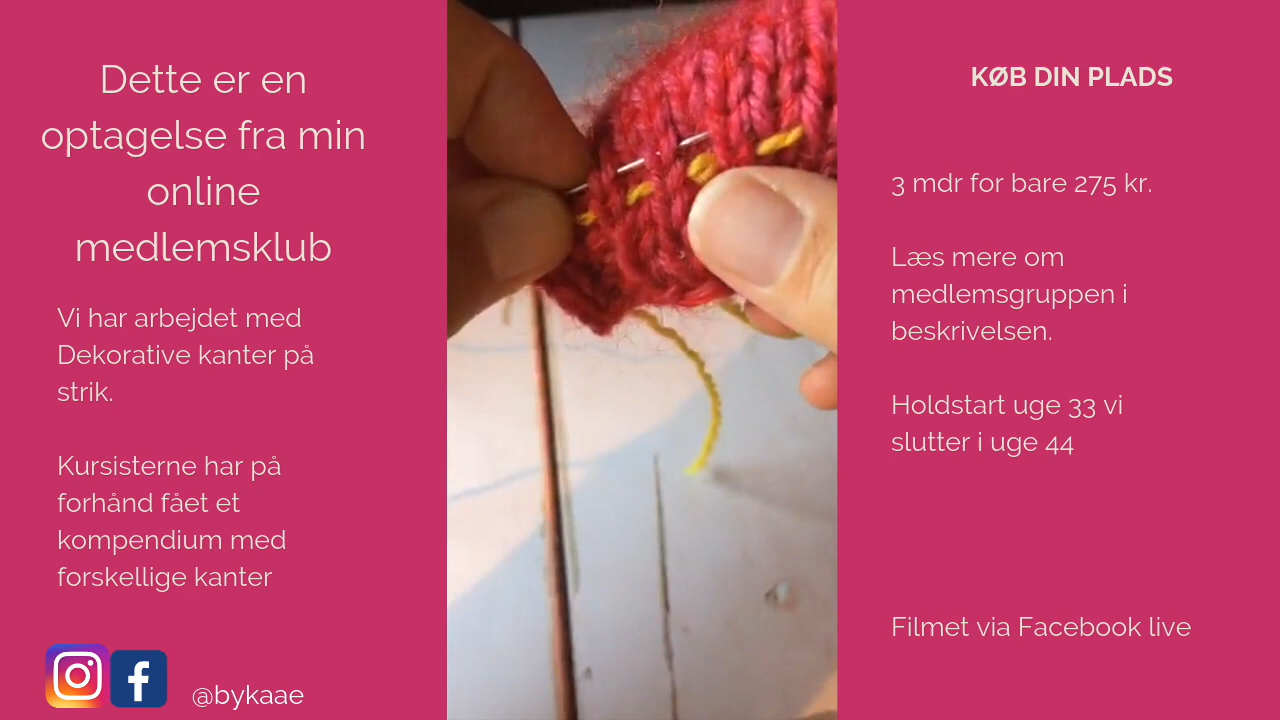 Dette er en
optagelse fra min
online
medlemsklub
Vi har arbejdet med
Dekorative kanter på
strik.
Kursisterne har på
forhånd fået et
kompendium med
forskellige kanter
@bykaae
KØB DIN PLADS
3 mdr for bare 275 kr.
Læs mere om
medlemsgruppen i
beskrivelsen.
Holdstart uge 33 vi
slutter i uge 44
Filmet via Facebook live